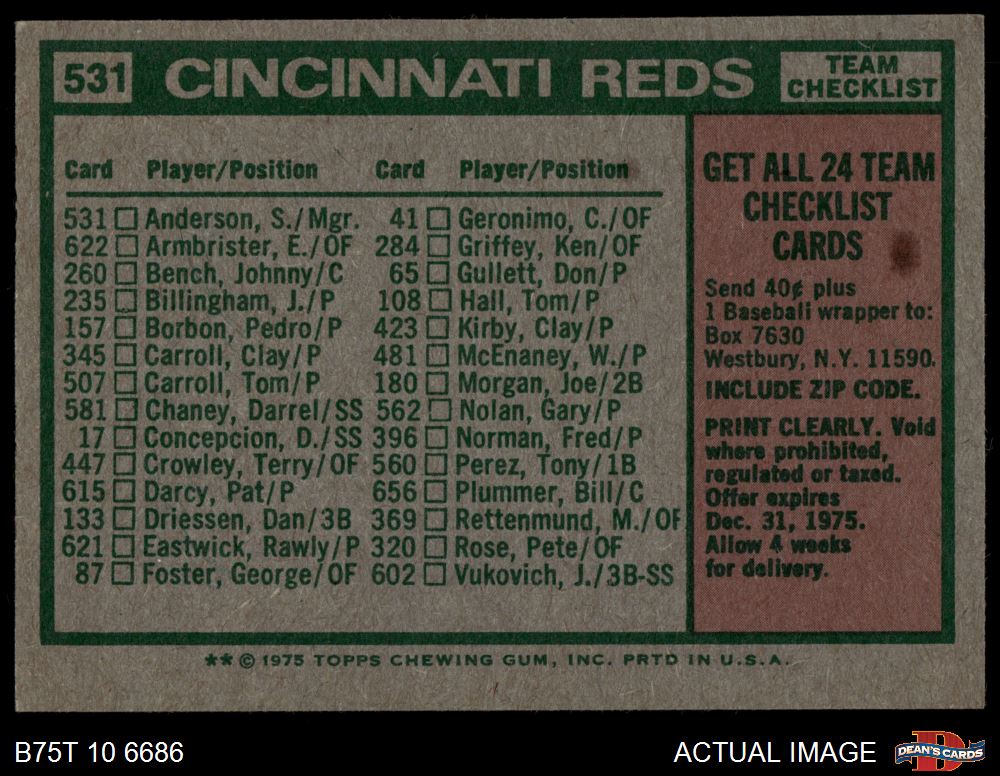 531 CINCINNATI REDS TEAM CHECKLIST
Card Player/Position Card Player/Position
531 Anderson, S./Mgr. 41 Geronimo, C./OF
622 Armbrister, E./OF 284 Griffey, Ken/OF
260 Bench, Johnny/C 65 Gullett, Don/P
235 Billingham, J./P 108 Hall, Tom/P
157 Borbon, Pedro/P 423 Kirby, Clay/P
345 Carroll, Clay/P 481 McEnaney, W./P
507 Carroll, Tom/P 180 Morgan, Joe/2B
581 Chaney, Darrel/SS 562 Nolan, Gary/P
17 Concepcion, D./SS 396 Norman, Fred/P
447 Crowley, Terry/OF 560 Perez, Tony/1B
615 Darcy, Pat/P 656 Plummer, Bill/C
133 Driessen, Dan/3B 369 Rettenmund, M./OF
621 Eastwick, Rawly/P 320 Rose, Pete/OF
87 Foster, George/OF 602 Vukovich, J./3B-SS
GET ALL 24 TEAM
CHECKLIST
CARDS
Send 40¢ plus
1 Baseball wrapper to:
Box 7630
Westbury, N.Y. 11590.
INCLUDE ZIP CODE.
PRINT CLEARLY. Void
where prohibited,
regulated or taxed.
Offer expires
Dec. 31, 1975.
Allow 4 weeks
for delivery.
** © 1975 TOPPS CHEWING GUM, INC. PRTD IN U.S.A.
B75T 10 6686 ACTUAL IMAGE DEAN'S CARDS